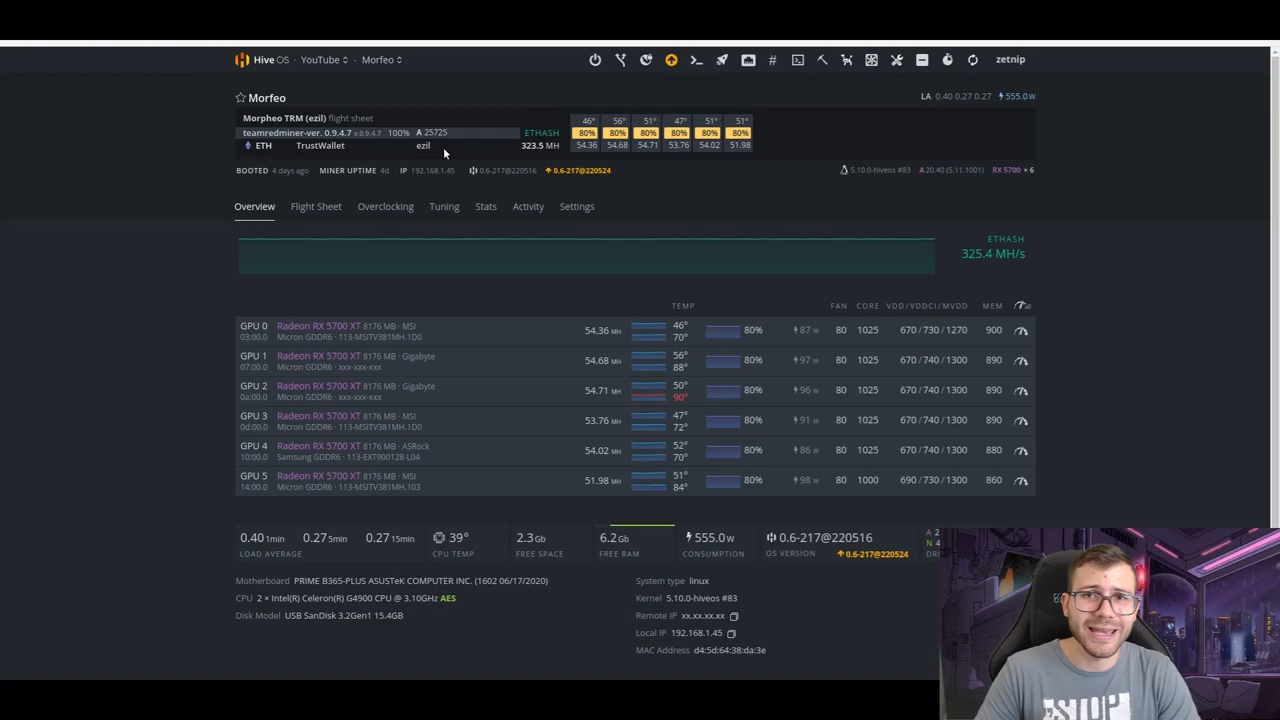 Hive OS · YouTube · Morfeo
zetnip
Morfeo
LA 0.40 0.27 0.27 555.0 W
Morpheo TRM (ezil) flight sheet
teamredminer-ver. 0.9.4.7 v.0.9.4.7 100% A 25725 ETHASH
ETH TrustWallet ezil 323.5 MH
46° 56° 51° 47° 51° 51°
80% 80% 80% 80% 80% 80%
54.36 54.68 54.71 53.76 54.02 51.98
BOOTED 4 days ago MINER UPTIME 4d IP 192.168.1.45 0.6-217@220516 0.6-217@220524
5.10.0-hiveos #83 A 20.40 (5.11.1001) RX 5700 × 6
Overview Flight Sheet Overclocking Tuning Stats Activity Settings
ETHASH
325.4 MH/s
TEMP FAN CORE VDD/VDDCI/MVDD MEM
GPU 0 Radeon RX 5700 XT 8176 MB · MSI 54.36 MH 46° 80% 87 W 80 1025 670 / 730 / 1270 900
03:00.0 Micron GDDR6 · 113-MSITV381MH.1D0 70°
GPU 1 Radeon RX 5700 XT 8176 MB · Gigabyte 54.68 MH 56° 80% 97 W 80 1025 670 / 740 / 1300 890
07:00.0 Micron GDDR6 · xxx-xxx-xxx 88°
GPU 2 Radeon RX 5700 XT 8176 MB · Gigabyte 54.71 MH 50° 80% 96 W 80 1025 670 / 740 / 1300 890
0a:00.0 Micron GDDR6 · xxx-xxx-xxx 90°
GPU 3 Radeon RX 5700 XT 8176 MB · MSI 53.76 MH 47° 80% 91 W 80 1025 670 / 740 / 1300 890
0d:00.0 Micron GDDR6 · 113-MSITV381MH.1D0 72°
GPU 4 Radeon RX 5700 XT 8176 MB · ASRock 54.02 MH 52° 80% 86 W 80 1025 670 / 740 / 1300 880
10:00.0 Samsung GDDR6 · 113-EXT900128-L04 70°
GPU 5 Radeon RX 5700 XT 8176 MB · MSI 51.98 MH 51° 80% 98 W 80 1000 690 / 730 / 1300 860
14:00.0 Micron GDDR6 · 113-MSITV381MH.103 84°
0.40 1min 0.27 5min 0.27 15min 39° 2.3 Gb 6.2 Gb 555.0 W 0.6-217@220516 A 2
LOAD AVERAGE CPU TEMP FREE SPACE FREE RAM CONSUMPTION OS VERSION 0.6-217@220524 N 4
Motherboard PRIME B365-PLUS ASUSTeK COMPUTER INC. (1602 06/17/2020)
CPU 2 × Intel(R) Celeron(R) G4900 CPU @ 3.10GHz AES
Disk Model USB SanDisk 3.2Gen1 15.4GB
System type linux
Kernel 5.10.0-hiveos #83
Remote IP xx.xx.xx.xx
Local IP 192.168.1.45
MAC Address d4:5d:64:38:da:3e
STOP